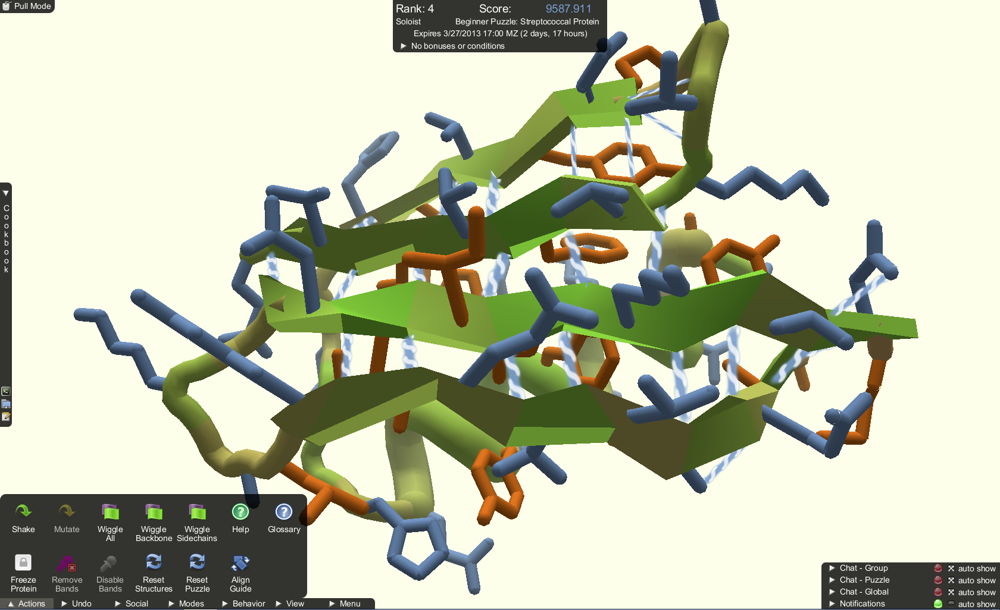 Pull Mode
Rank: 4 Score: 9587.911
Soloist Beginner Puzzle: Streptococcal Protein
Expires 3/27/2013 17:00 MZ (2 days, 17 hours)
No bonuses or conditions
Cookbook
Shake Mutate Wiggle All Wiggle Backbone Wiggle Sidechains Help Glossary
Freeze Protein Remove Bands Disable Bands Reset Structures Reset Puzzle Align Guide
Actions Undo Social Modes Behavior View Menu
Chat - Group auto show
Chat - Puzzle auto show
Chat - Global auto show
Notifications auto show